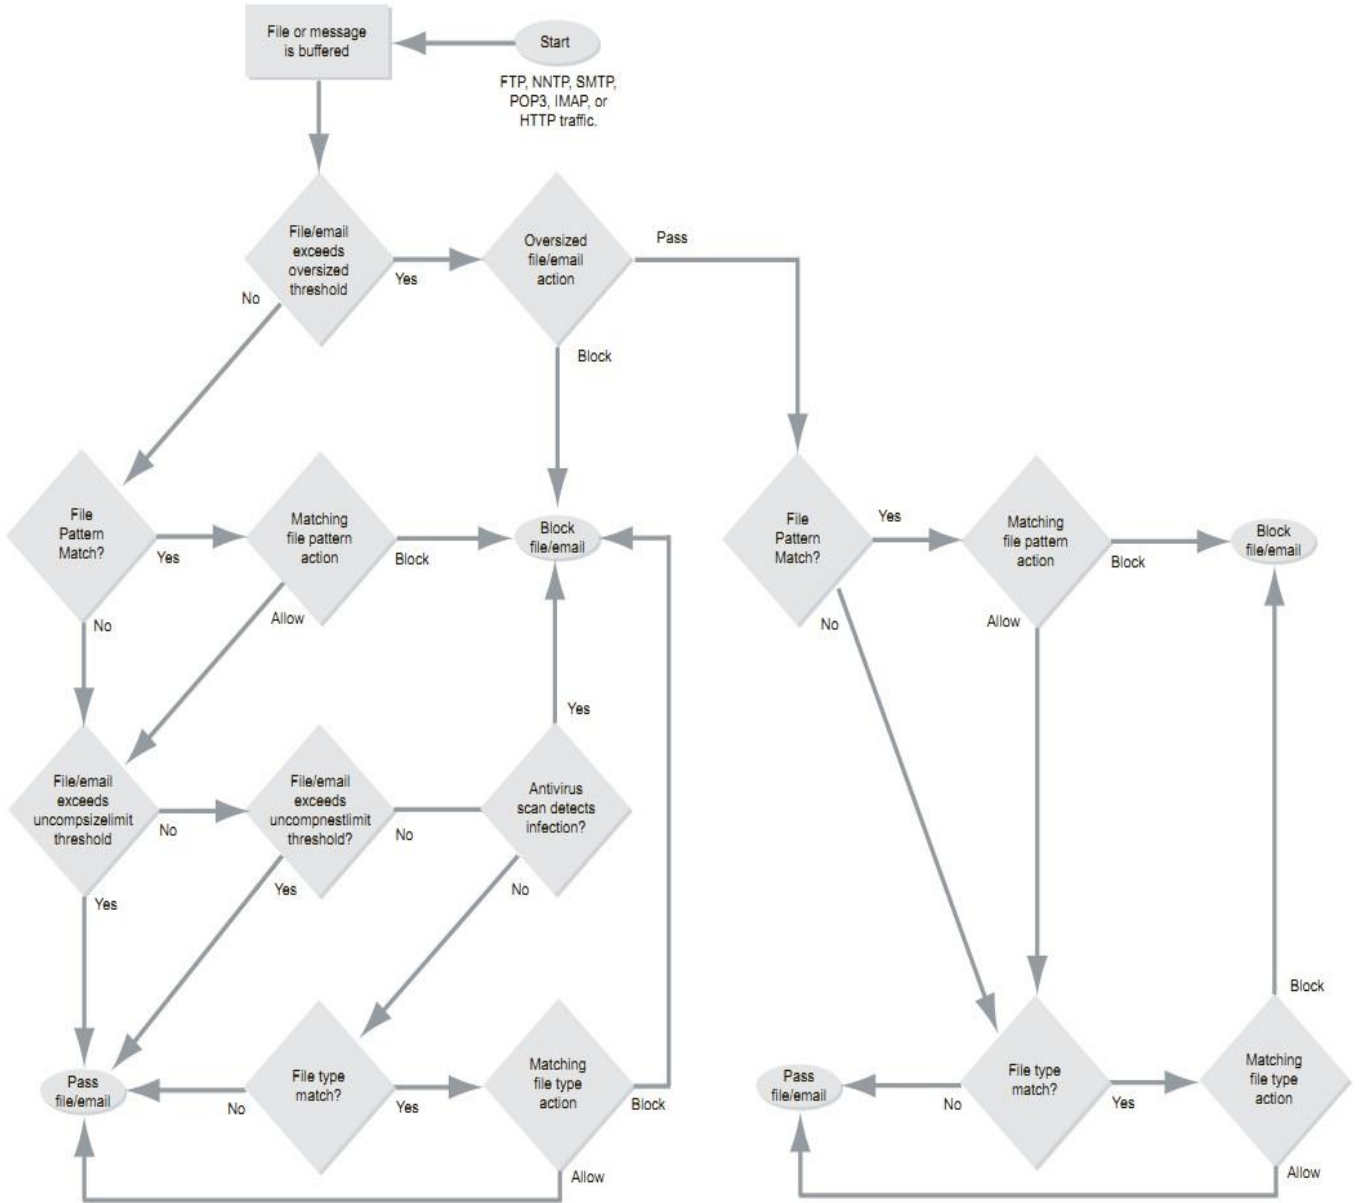 File or message
is buffered
Start
FTP, NNTP, SMTP,
POP3, IMAP, or
HTTP traffic.
File/email
exceeds
oversized
threshold
Yes
No
Oversized
file/email
action
Pass
Block
File
Pattern
Match?
Yes
No
Matching
file pattern
action
Block
Allow
Block
file/email
File
Pattern
Match?
Yes
No
Matching
file pattern
action
Block
Allow
Block
file/email
File/email
exceeds
uncompsizelimit
threshold
No
Yes
File/email
exceeds
uncompnestlimit
threshold?
No
Yes
Antivirus
scan detects
infection?
Yes
No
Pass
file/email
File type
match?
No
Yes
Matching
file type
action
Block
Allow
Pass
file/email
File type
match?
No
Yes
Matching
file type
action
Block
Allow